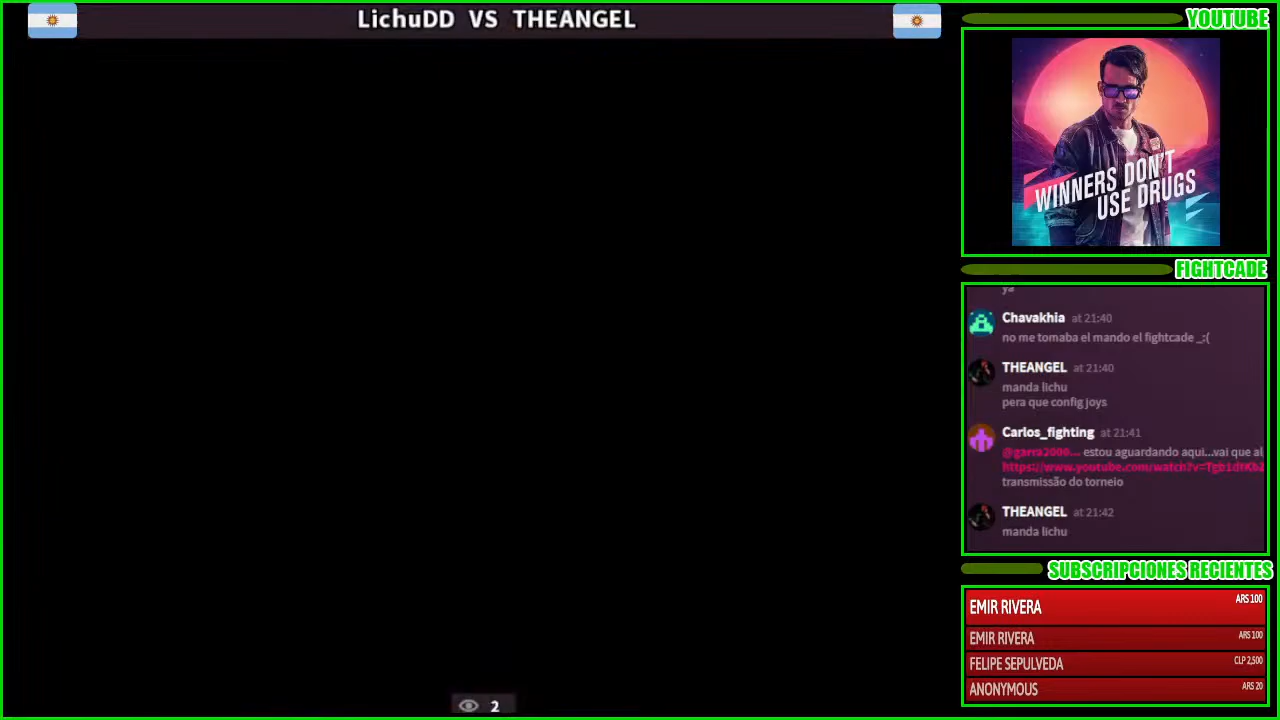 LichuDD VS THEANGEL
2
YOUTUBE
WINNERS DON'T
USE DRUGS
FIGHTCADE
ya
Chavakhia at 21:40
no me tomaba el mando el fightcade _:(
THEANGEL at 21:40
manda lichu
pera que config joys
Carlos_fighting at 21:41
@garra2000... estou aguardando aqui...vai que al
transmissão do torneio
THEANGEL at 21:42
manda lichu
SUBSCRIPCIONES RECIENTES
EMIR RIVERA ARS 100
EMIR RIVERA ARS 100
FELIPE SEPULVEDA CLP 2,500
ANONYMOUS ARS 20